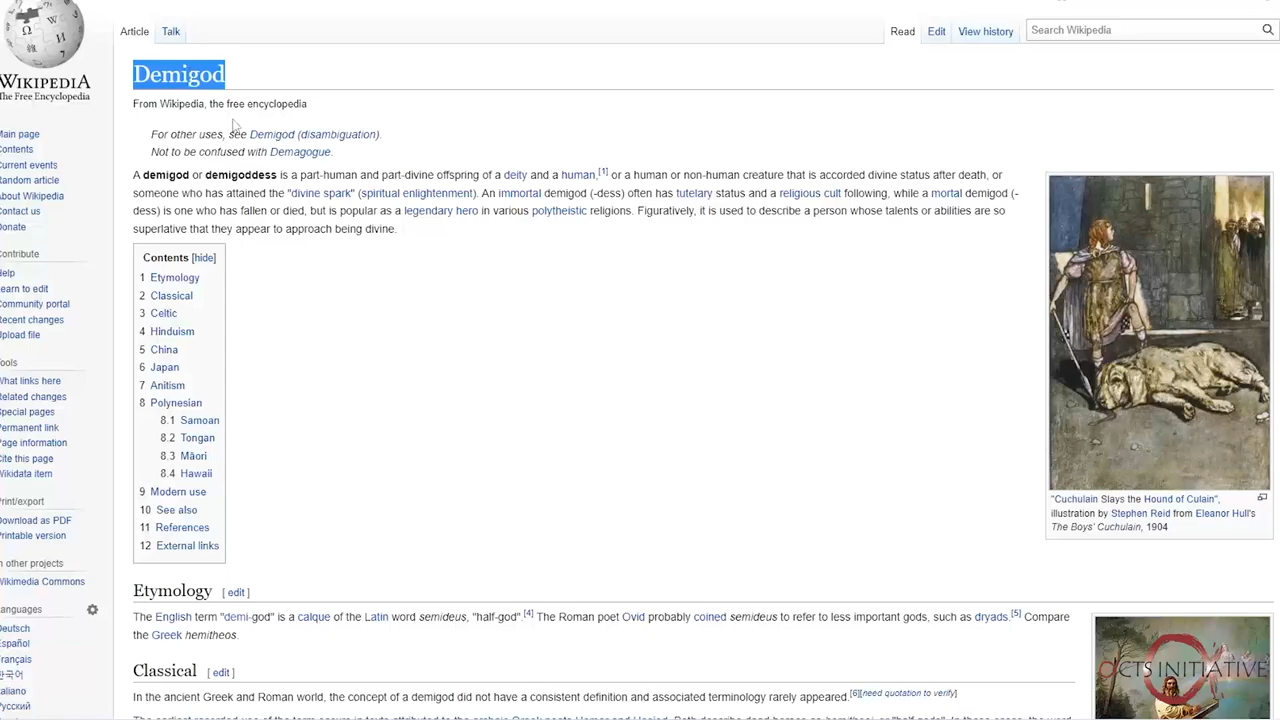 WIKIPEDIA
The Free Encyclopedia
Main page
Contents
Current events
Random article
About Wikipedia
Contact us
Donate
Contribute
Help
Learn to edit
Community portal
Recent changes
Upload file
Tools
What links here
Related changes
Special pages
Permanent link
Page information
Cite this page
Wikidata item
Print/export
Download as PDF
Printable version
In other projects
Wikimedia Commons
Languages
Deutsch
Español
Français
한국어
Italiano
Русский
Article Talk
Read Edit View history Search Wikipedia
Demigod
From Wikipedia, the free encyclopedia
For other uses, see Demigod (disambiguation).
Not to be confused with Demagogue.
A demigod or demigoddess is a part-human and part-divine offspring of a deity and a human,[1] or a human or non-human creature that is accorded divine status after death, or
someone who has attained the "divine spark" (spiritual enlightenment). An immortal demigod (-dess) often has tutelary status and a religious cult following, while a mortal demigod (-
dess) is one who has fallen or died, but is popular as a legendary hero in various polytheistic religions. Figuratively, it is used to describe a person whose talents or abilities are so
superlative that they appear to approach being divine.
Contents [hide]
1 Etymology
2 Classical
3 Celtic
4 Hinduism
5 China
6 Japan
7 Anitism
8 Polynesian
8.1 Samoan
8.2 Tongan
8.3 Māori
8.4 Hawaii
9 Modern use
10 See also
11 References
12 External links
"Cuchulain Slays the Hound of Culain",
illustration by Stephen Reid from Eleanor Hull's
The Boys' Cuchulain, 1904
Etymology [ edit ]
The English term "demi-god" is a calque of the Latin word semideus, "half-god".[4] The Roman poet Ovid probably coined semideus to refer to less important gods, such as dryads.[5] Compare
the Greek hemitheos.
Classical [ edit ]
In the ancient Greek and Roman world, the concept of a demigod did not have a consistent definition and associated terminology rarely appeared.[6][need quotation to verify]
OCTS INITIATIVE